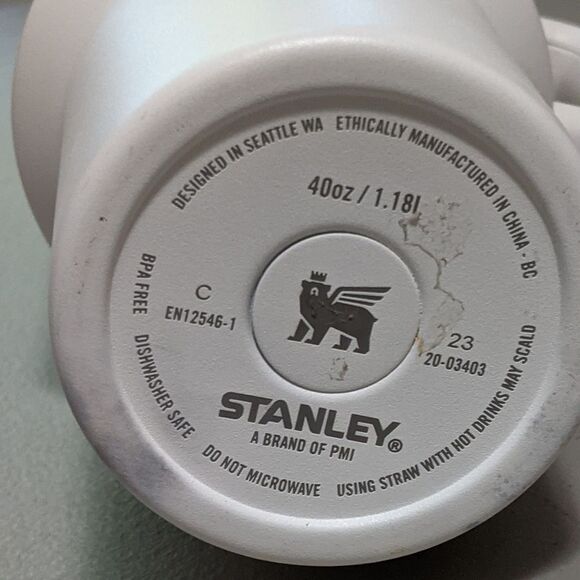 DESIGNED IN SEATTLE WA ETHICALLY MANUFACTURED IN CHINA - BC
40oz / 1.18l
BPA FREE
C
EN12546-1
23
20-03403
STANLEY®
A BRAND OF PMI
DISHWASHER SAFE
DO NOT MICROWAVE
USING STRAW WITH HOT DRINKS MAY SCALD